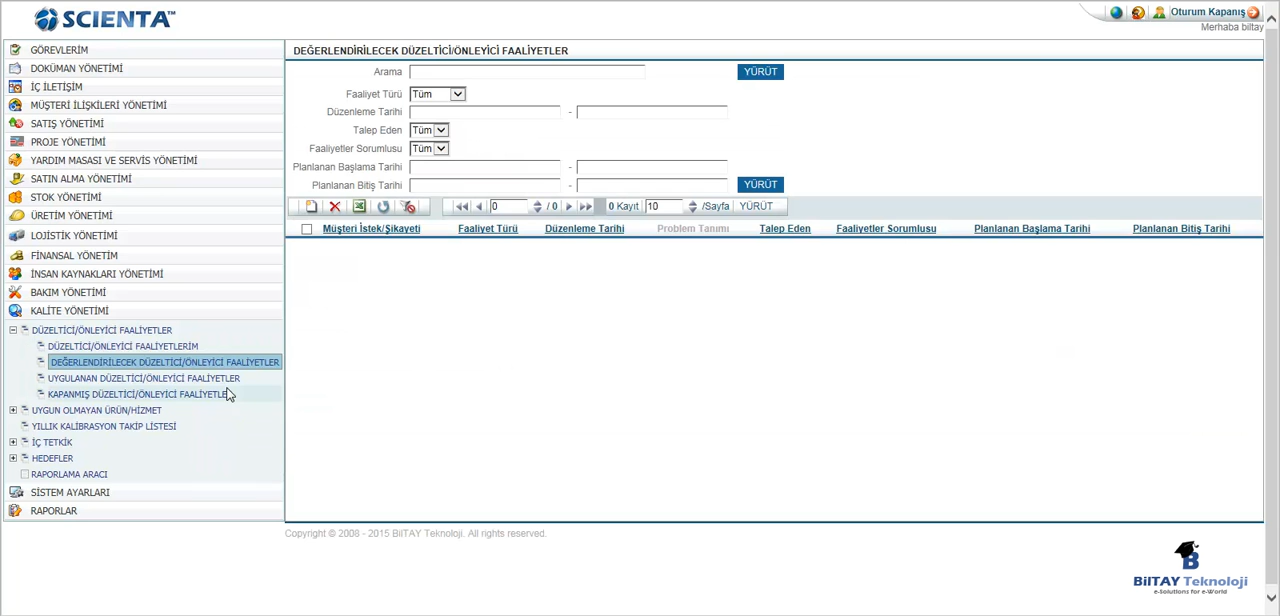 SCIENTA™
Oturum Kapanış
Merhaba biltay
GÖREVLERİM
DOKÜMAN YÖNETİMİ
İÇ İLETİŞİM
MÜŞTERİ İLİŞKİLERİ YÖNETİMİ
SATIŞ YÖNETİMİ
PROJE YÖNETİMİ
YARDIM MASASI VE SERVİS YÖNETİMİ
SATIN ALMA YÖNETİMİ
STOK YÖNETİMİ
ÜRETİM YÖNETİMİ
LOJİSTİK YÖNETİMİ
FİNANSAL YÖNETİM
İNSAN KAYNAKLARI YÖNETİMİ
BAKIM YÖNETİMİ
KALİTE YÖNETİMİ
DÜZELTİCİ/ÖNLEYİCİ FAALİYETLER
DÜZELTİCİ/ÖNLEYİCİ FAALİYETLERİM
DEĞERLENDİRİLECEK DÜZELTİCİ/ÖNLEYİCİ FAALİYETLER
UYGULANAN DÜZELTİCİ/ÖNLEYİCİ FAALİYETLER
KAPANMIŞ DÜZELTİCİ/ÖNLEYİCİ FAALİYETLE
UYGUN OLMAYAN ÜRÜN/HİZMET
YILLIK KALİBRASYON TAKİP LİSTESİ
İÇ TETKİK
HEDEFLER
RAPORLAMA ARACI
SİSTEM AYARLARI
RAPORLAR
DEĞERLENDİRİLECEK DÜZELTİCİ/ÖNLEYİCİ FAALİYETLER
Arama YÜRÜT
Faaliyet Türü Tüm
Düzenleme Tarihi -
Talep Eden Tüm
Faaliyetler Sorumlusu Tüm
Planlanan Başlama Tarihi -
Planlanan Bitiş Tarihi - YÜRÜT
0 / 0 0 Kayıt 10 /Sayfa YÜRÜT
Müşteri İstek/Şikayeti Faaliyet Türü Düzenleme Tarihi Problem Tanımı Talep Eden Faaliyetler Sorumlusu Planlanan Başlama Tarihi Planlanan Bitiş Tarihi
Copyright © 2008 - 2015 BilTAY Teknoloji. All rights reserved.
BilTAY Teknoloji
e-Solutions for e-World